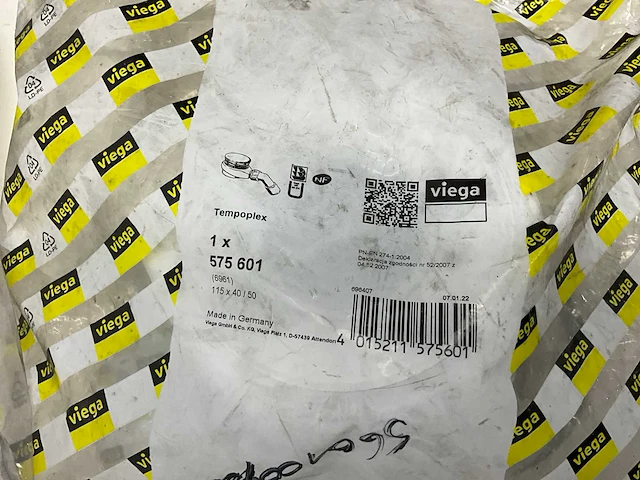 viega
NF
Tempoplex
viega
1 x
575 601
(6961)
115 x 40 / 50
PN-EN 274-1:2004
Deklaracja zgodności nr 52/2007 z
04.12.2007
696407
07.01.22
Made in Germany
Viega GmbH & Co. KG, Viega Platz 1, D-57439 Attendorn
4 015211 575601
LD-PE